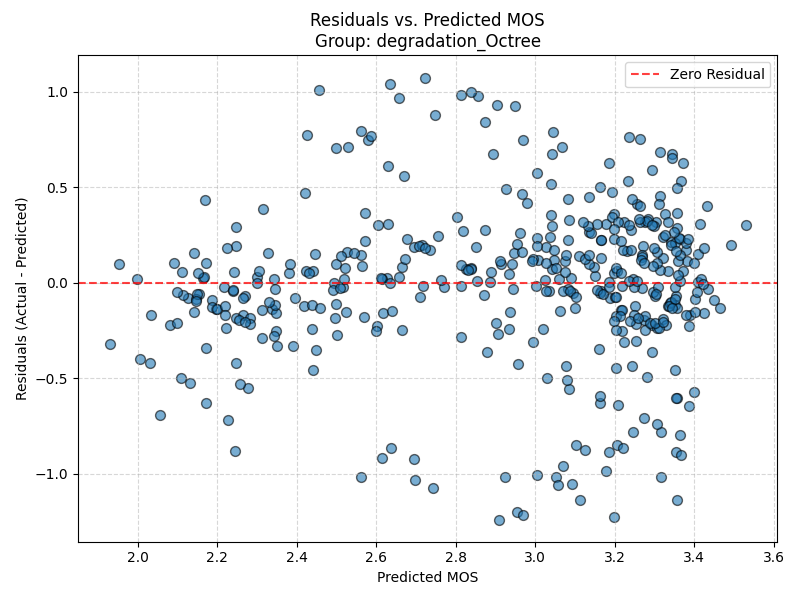 Residuals vs. Predicted MOS
Group: degradation_Octree
Zero Residual
Residuals (Actual - Predicted)
1.0
0.5
0.0
−0.5
−1.0
2.0 2.2 2.4 2.6 2.8 3.0 3.2 3.4 3.6
Predicted MOS